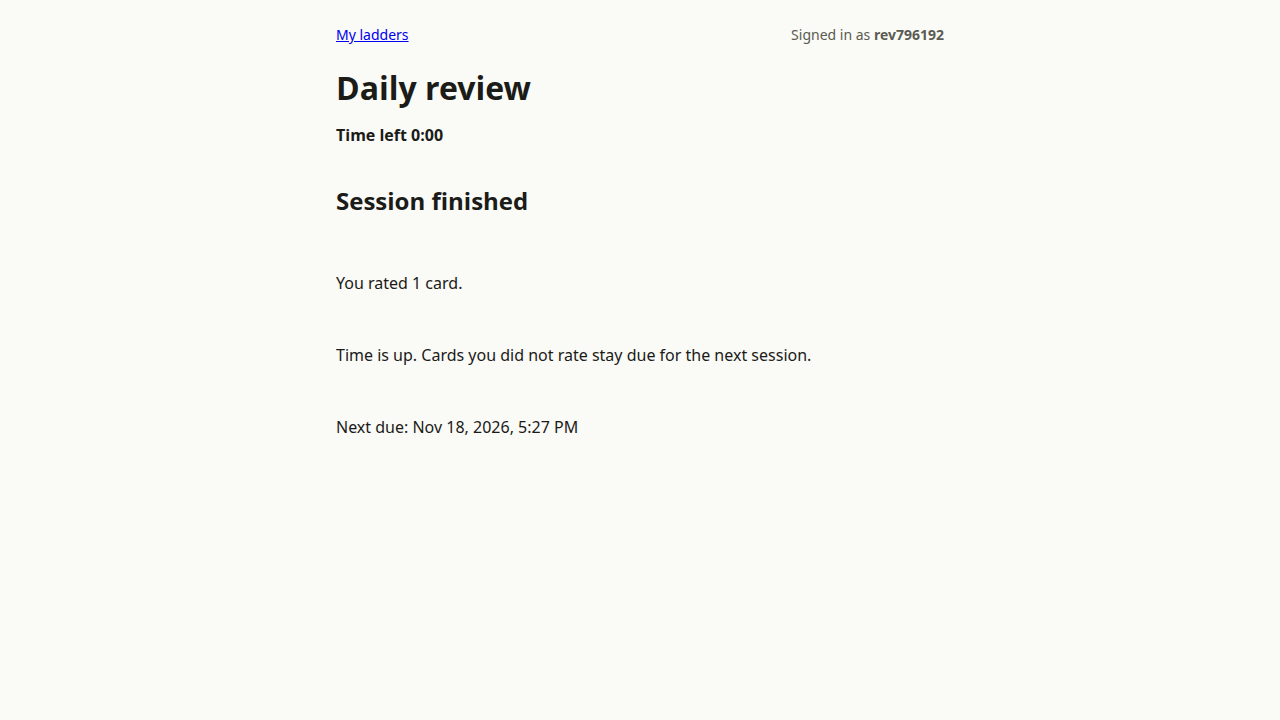 My ladders
Signed in as rev796192
Daily review
Time left 0:00
Session finished
You rated 1 card.
Time is up. Cards you did not rate stay due for the next session.
Next due: Nov 18, 2026, 5:27 PM